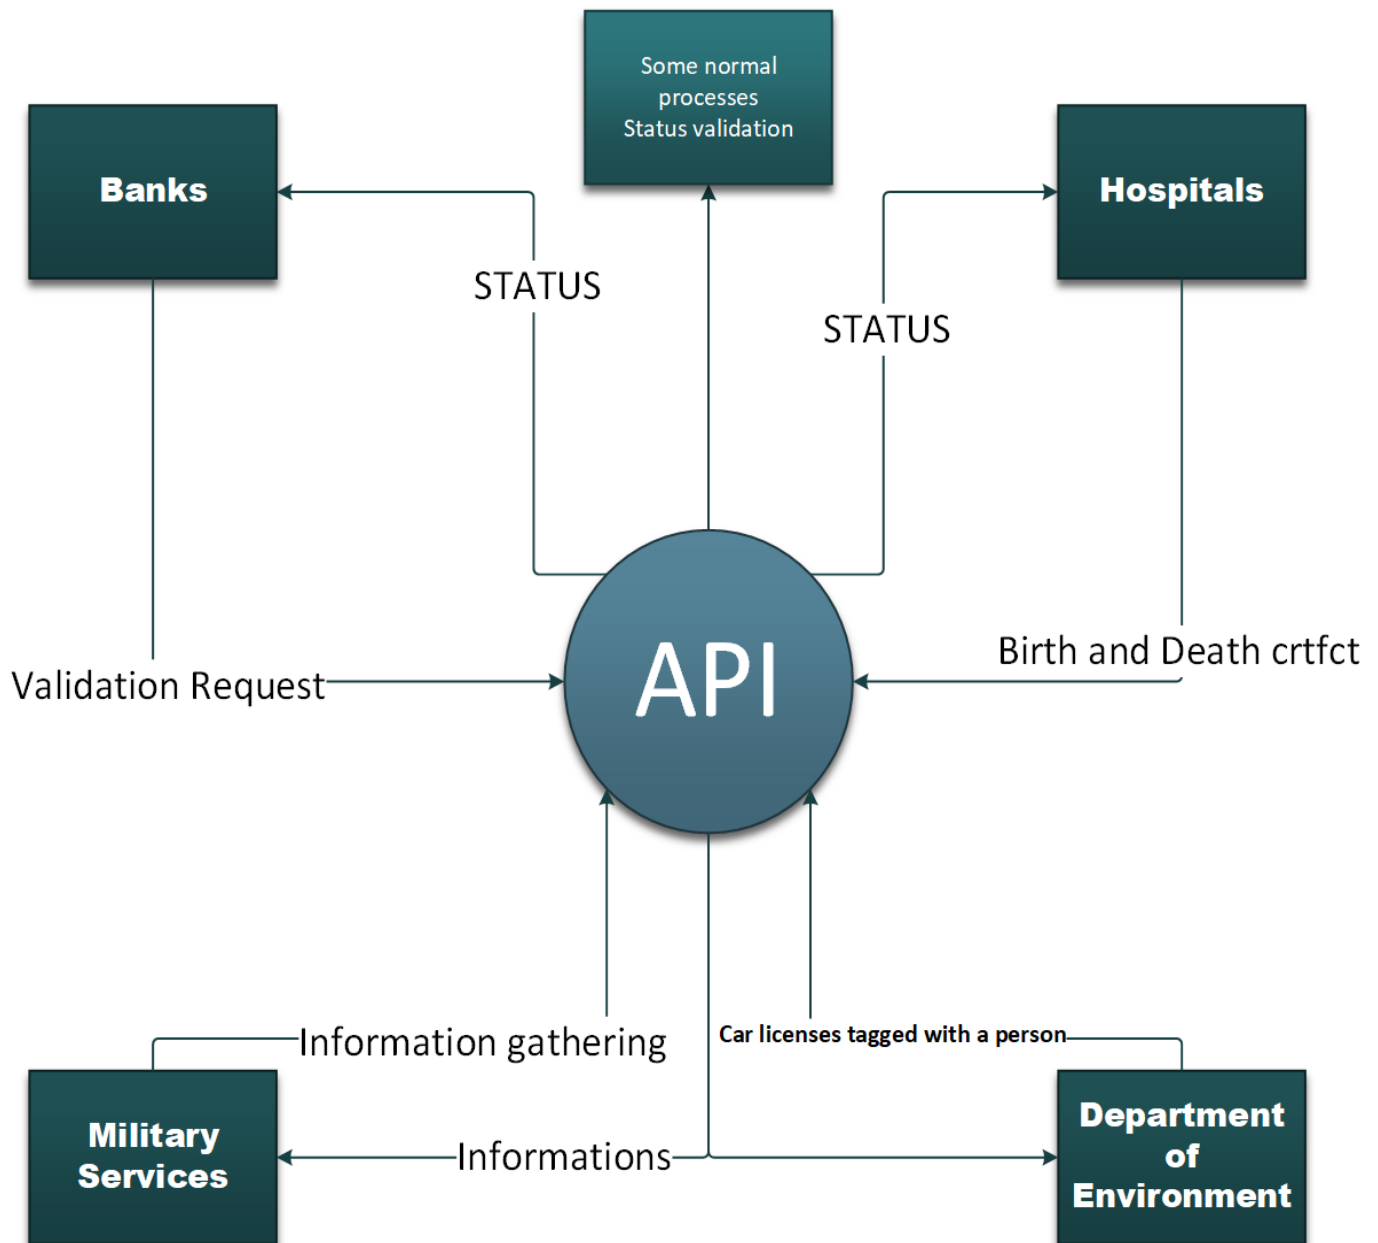 Some normal
processes
Status validation
Banks
Hospitals
STATUS
STATUS
API
Validation Request
Birth and Death crtfct
Information gathering
Car licenses tagged with a person
Military
Services
Informations
Department
of
Environment